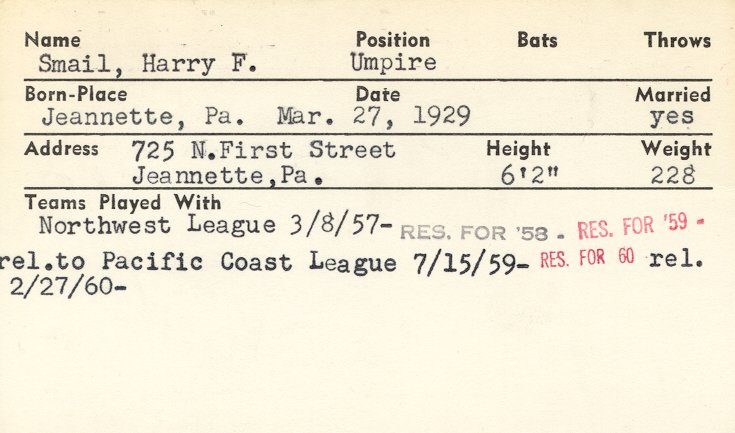 Name Position Bats Throws
Smail, Harry F. Umpire
Born-Place Date Married
Jeannette, Pa. Mar. 27, 1929 yes
Address 725 N.First Street Height Weight
Jeannette,Pa. 6'2" 228
Teams Played With
Northwest League 3/8/57- RES. FOR '58 - RES. FOR '59 -
rel.to Pacific Coast League 7/15/59- RES. FOR 60 rel.
2/27/60-